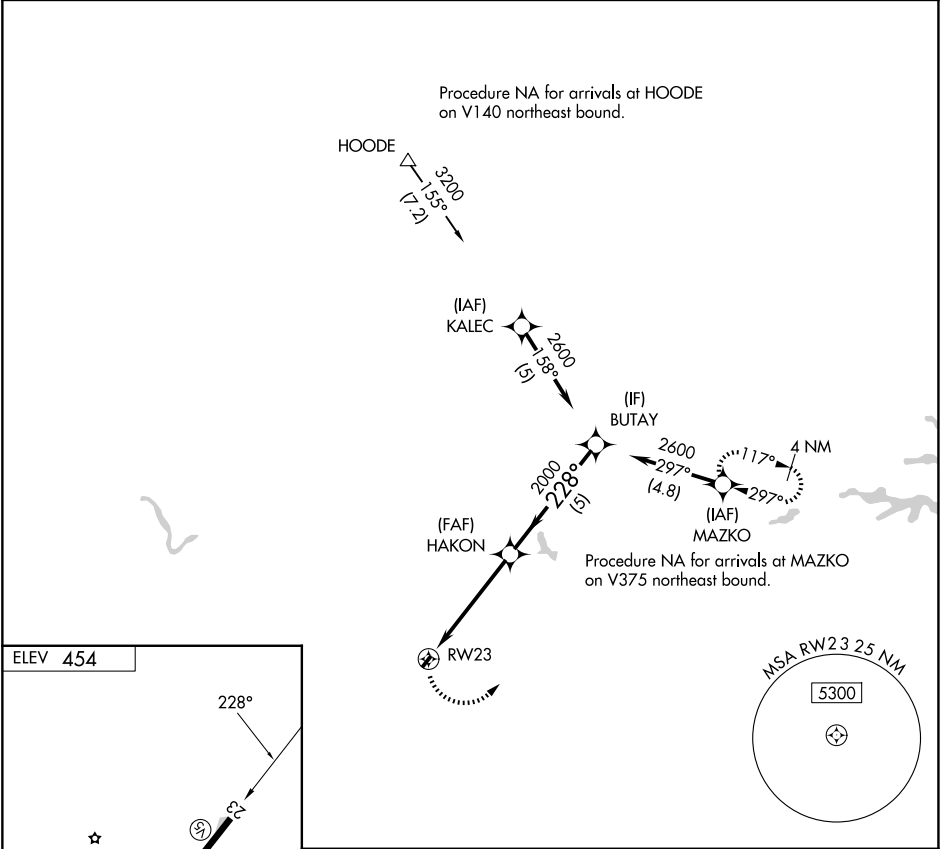 Procedure NA for arrivals at HOODE
on V140 northeast bound.
HOODE
3200
155°
(7.2)
(IAF)
KALEC
2600
158°
(5)
(IF)
BUTAY
2600
297°
(4.8)
117°
4 NM
297°
(IAF)
MAZKO
2000
228°
(5)
(FAF)
HAKON
Procedure NA for arrivals at MAZKO
on V375 northeast bound.
RW23
MSA RW23 25 NM
5300
ELEV 454
228°
23
V5